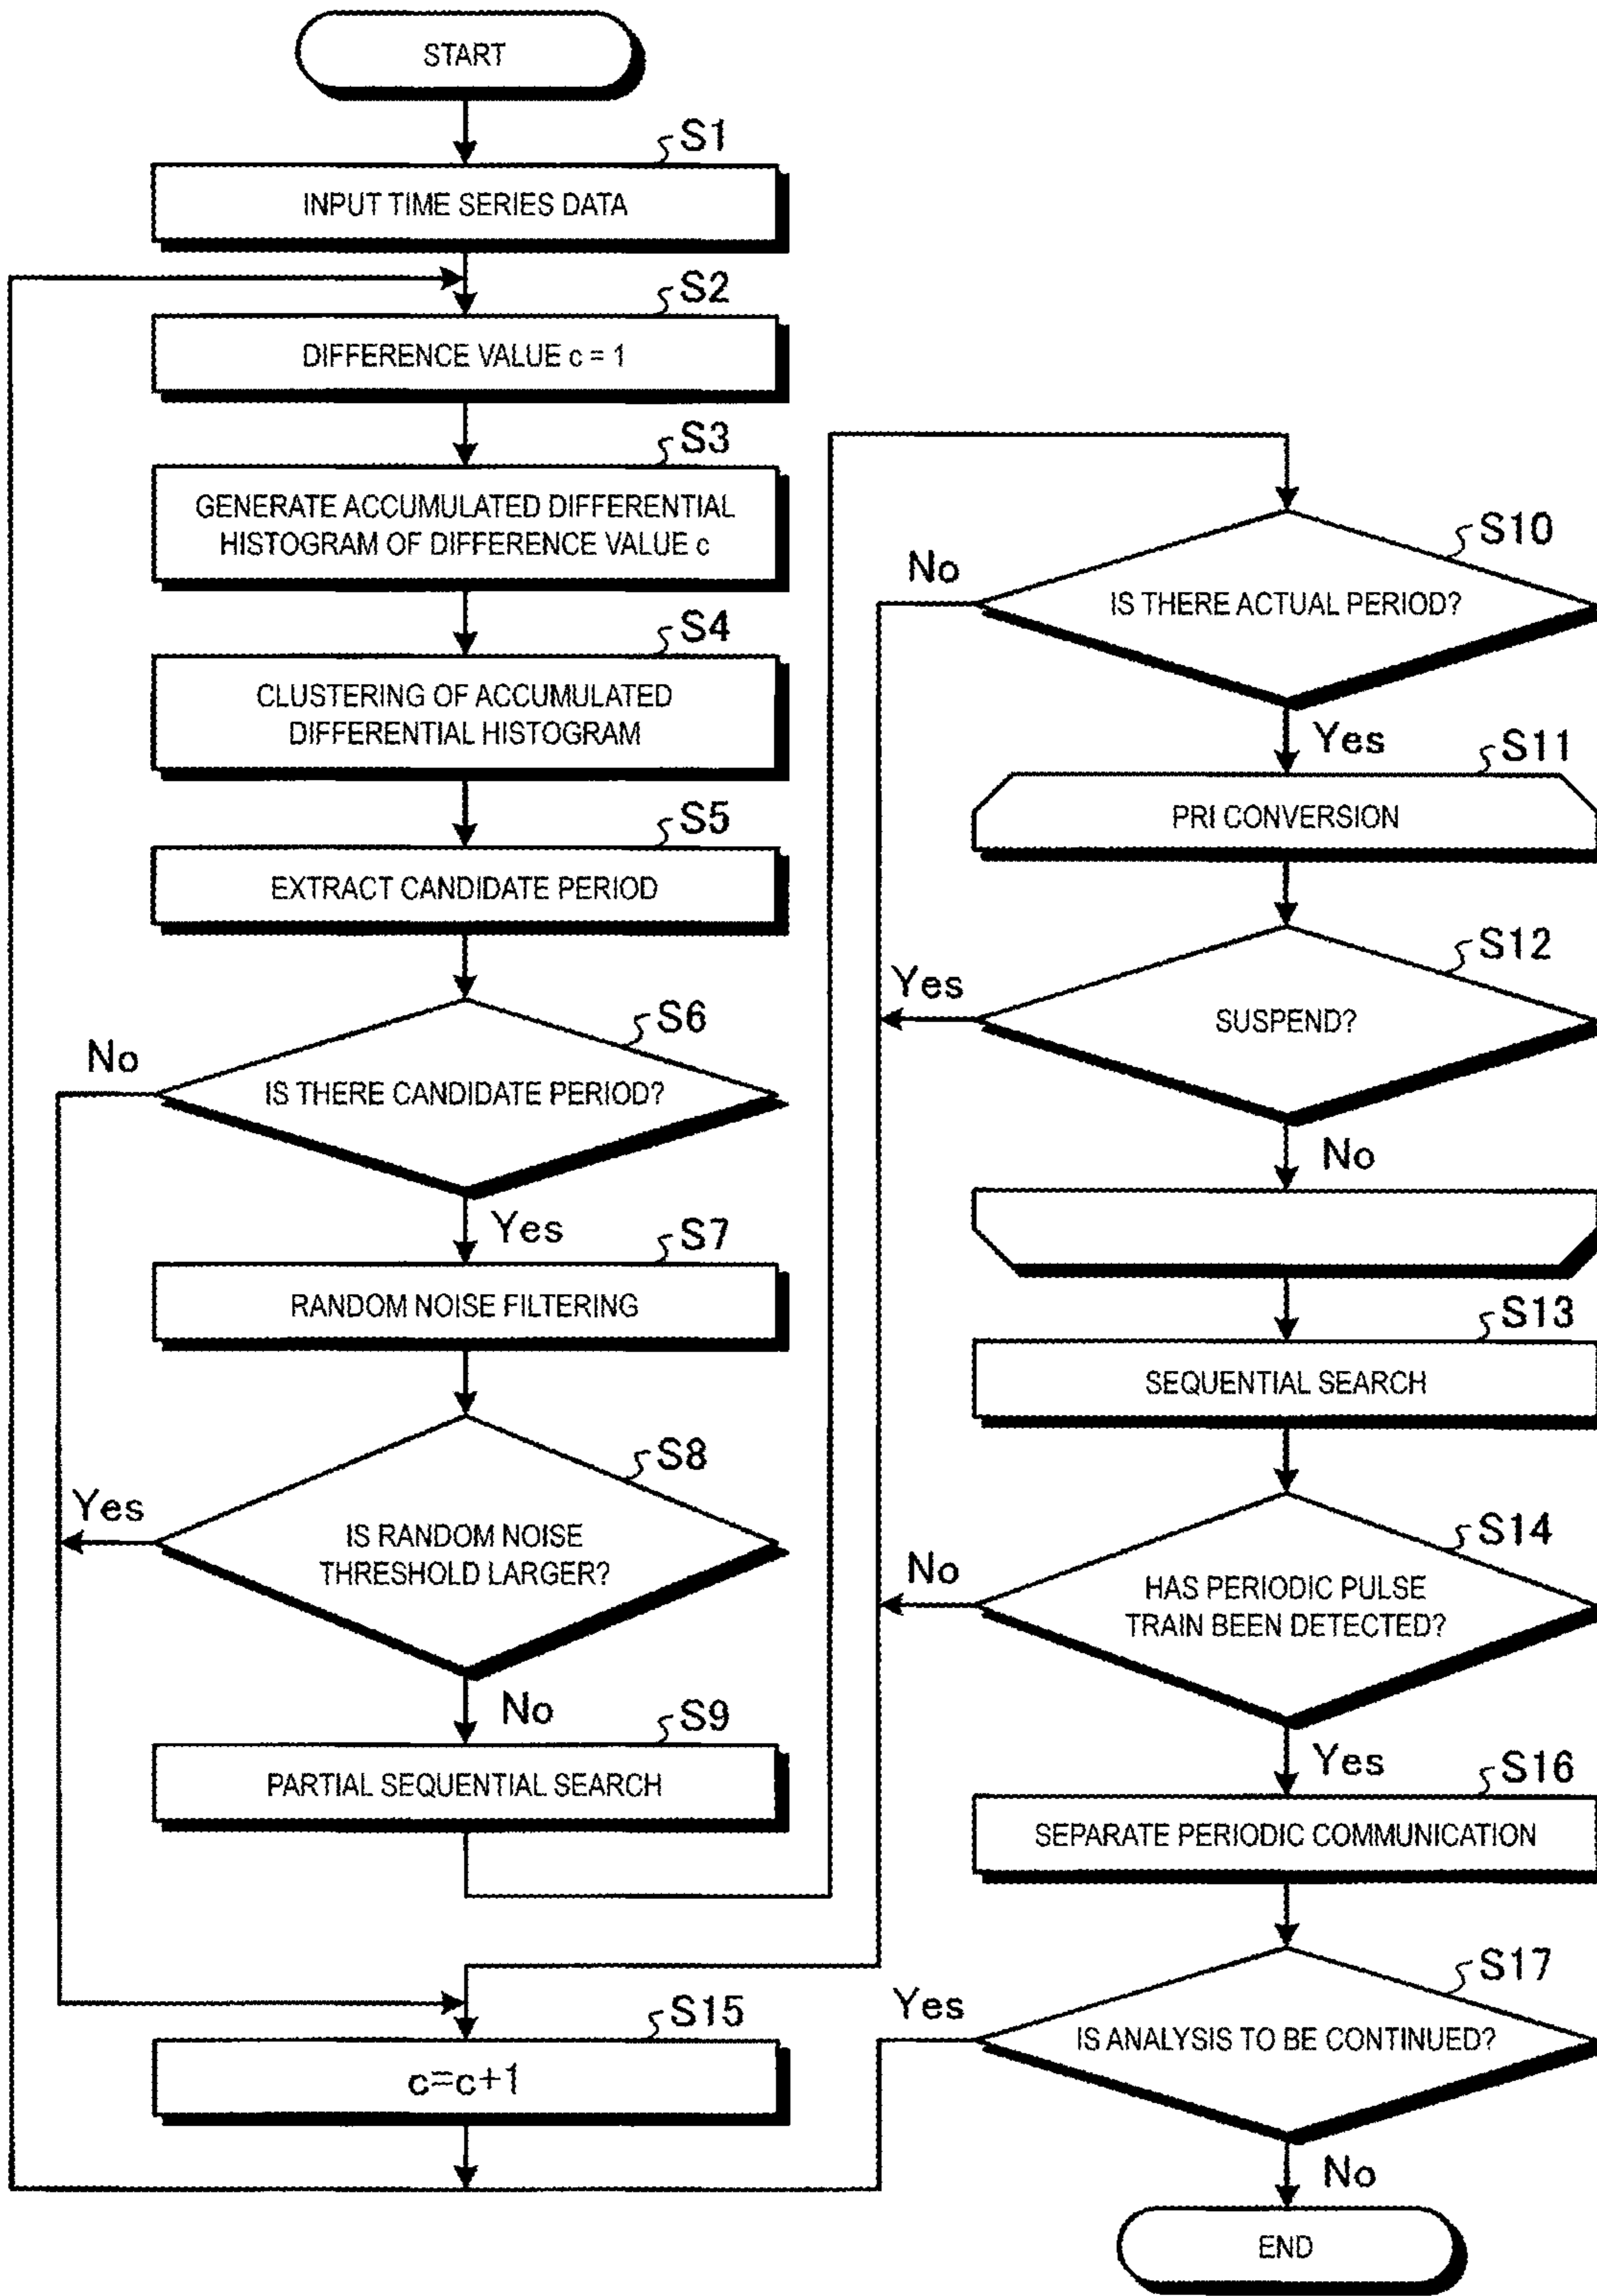 START
S1
INPUT TIME SERIES DATA
S2
DIFFERENCE VALUE c = 1
S3
GENERATE ACCUMULATED DIFFERENTIAL
HISTOGRAM OF DIFFERENCE VALUE c
S4
CLUSTERING OF ACCUMULATED
DIFFERENTIAL HISTOGRAM
S5
EXTRACT CANDIDATE PERIOD
S6
No
IS THERE CANDIDATE PERIOD?
Yes
S7
RANDOM NOISE FILTERING
S8
Yes
IS RANDOM NOISE
THRESHOLD LARGER?
No
S9
PARTIAL SEQUENTIAL SEARCH
S15
c=c+1
S10
No
IS THERE ACTUAL PERIOD?
Yes
S11
PRI CONVERSION
S12
Yes
SUSPEND?
No
S13
SEQUENTIAL SEARCH
S14
No
HAS PERIODIC PULSE
TRAIN BEEN DETECTED?
Yes
S16
SEPARATE PERIODIC COMMUNICATION
S17
Yes
IS ANALYSIS TO BE CONTINUED?
No
END